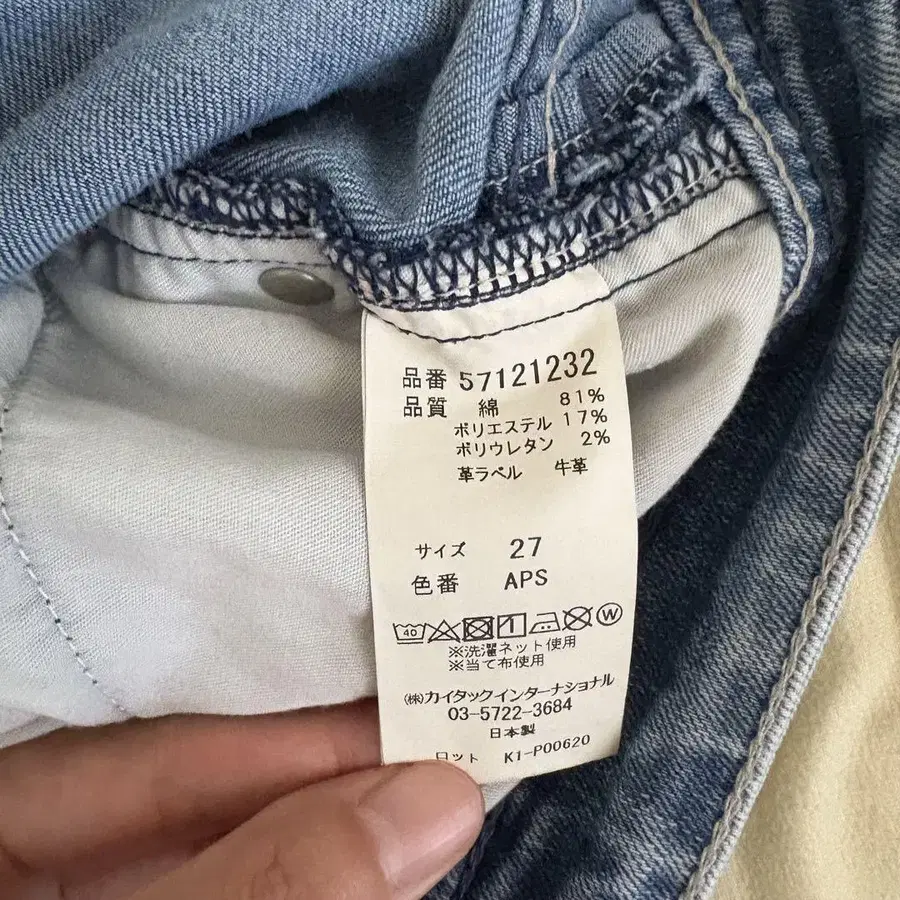 品番 57121232
品質 綿 81%
ポリエステル 17%
ポリウレタン 2%
革ラベル 牛革
サイズ 27
色番 APS
40 W
※洗濯ネット使用
※当て布使用
㈱カイタックインターナショナル
03-5722-3684
日本製
ロット K1-P00620